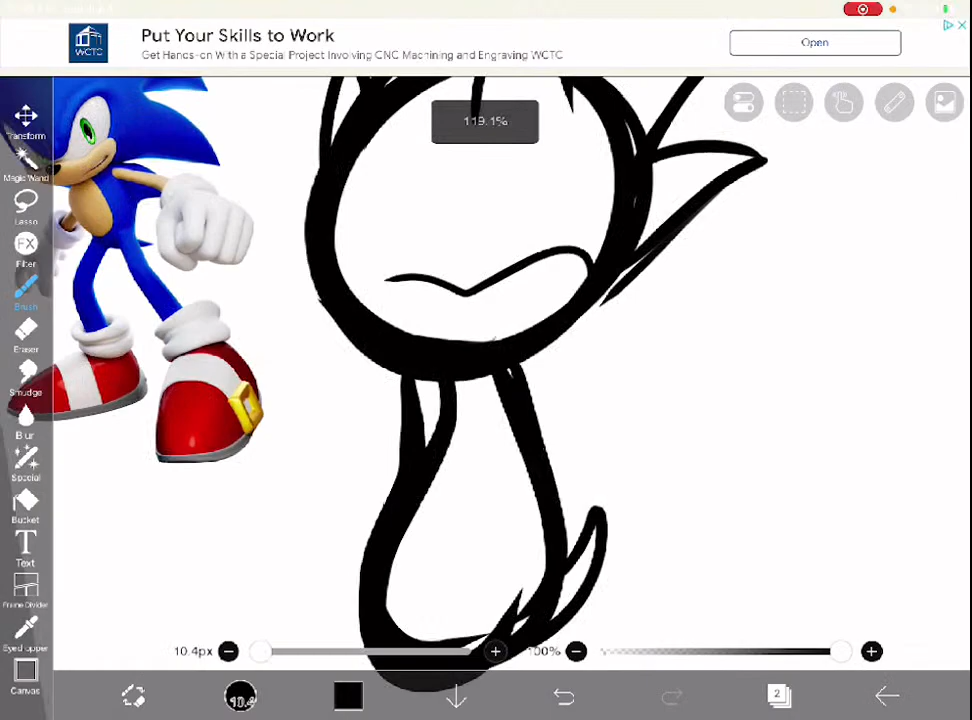 Put Your Skills to Work
Get Hands-on With a Special Project Involving CNC Machining and Engraving WCTC
WCTC
Open
119.1%
Transform
Magic Wand
Lasso
FX
Filter
Brush
Eraser
Smudge
Blur
Special
Bucket
T
Text
Frame Divider
Eyedropper
Canvas
10.4px
100%
10.4
2